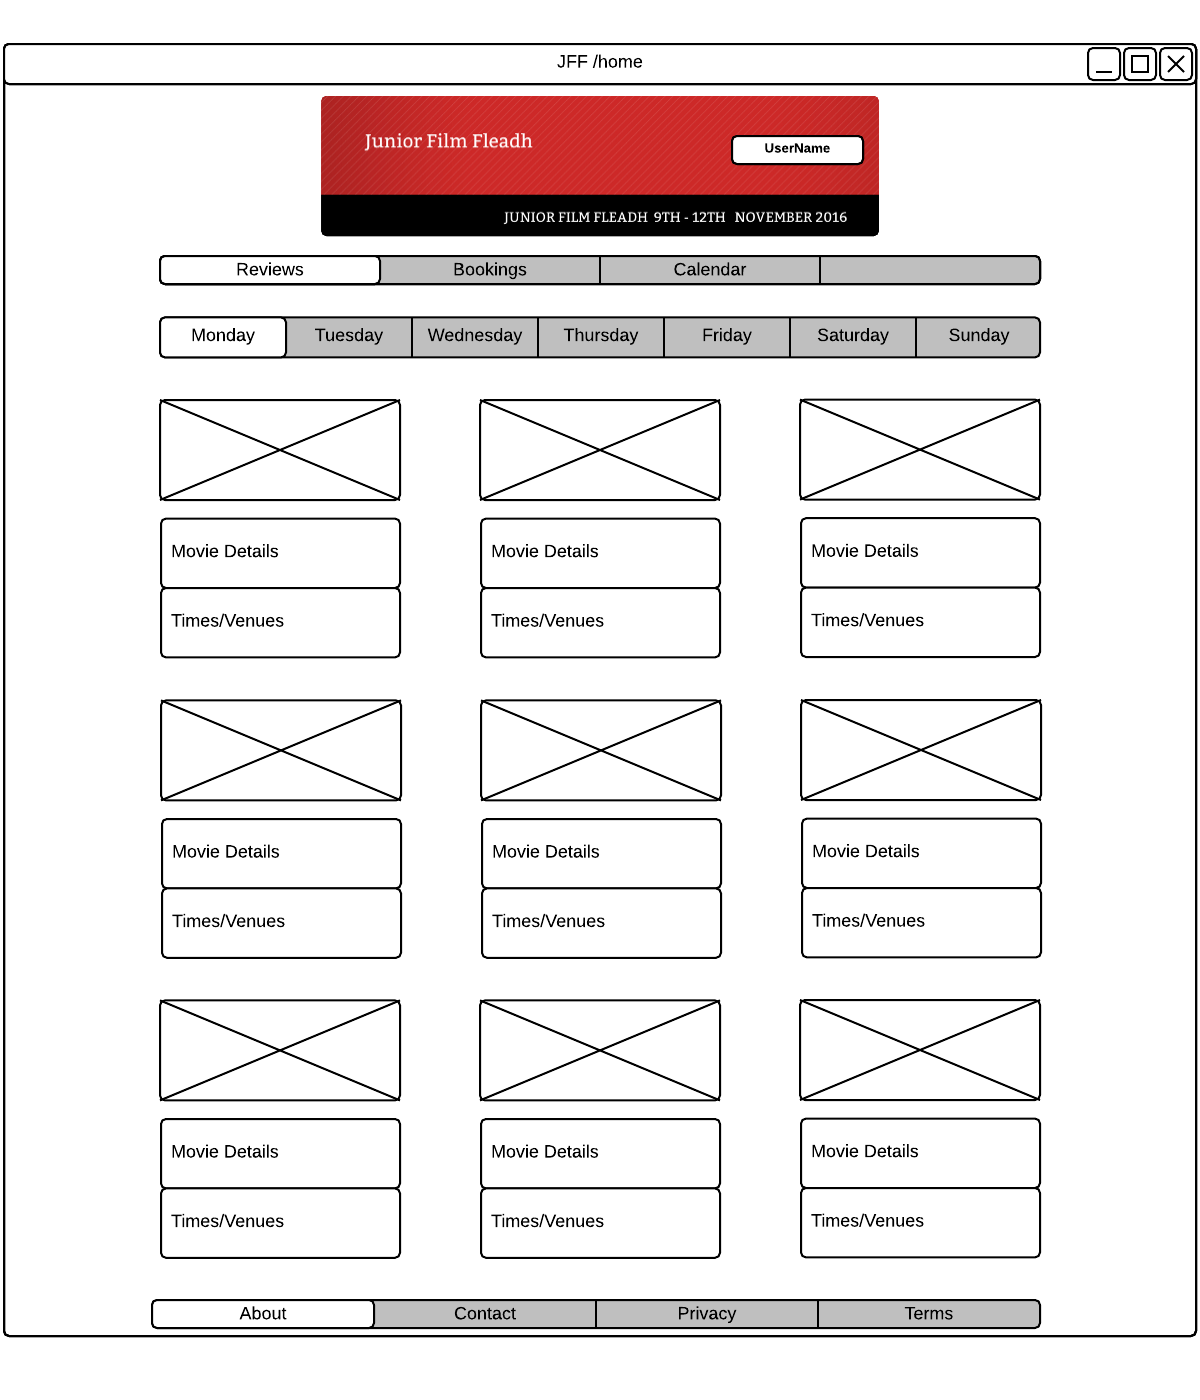 JFF /home
Junior Film Fleadh
UserName
JUNIOR FILM FLEADH 9TH - 12TH NOVEMBER 2016
Reviews Bookings Calendar
Monday Tuesday Wednesday Thursday Friday Saturday Sunday
Movie Details Movie Details Movie Details
Times/Venues Times/Venues Times/Venues
Movie Details Movie Details Movie Details
Times/Venues Times/Venues Times/Venues
Movie Details Movie Details Movie Details
Times/Venues Times/Venues Times/Venues
About Contact Privacy Terms